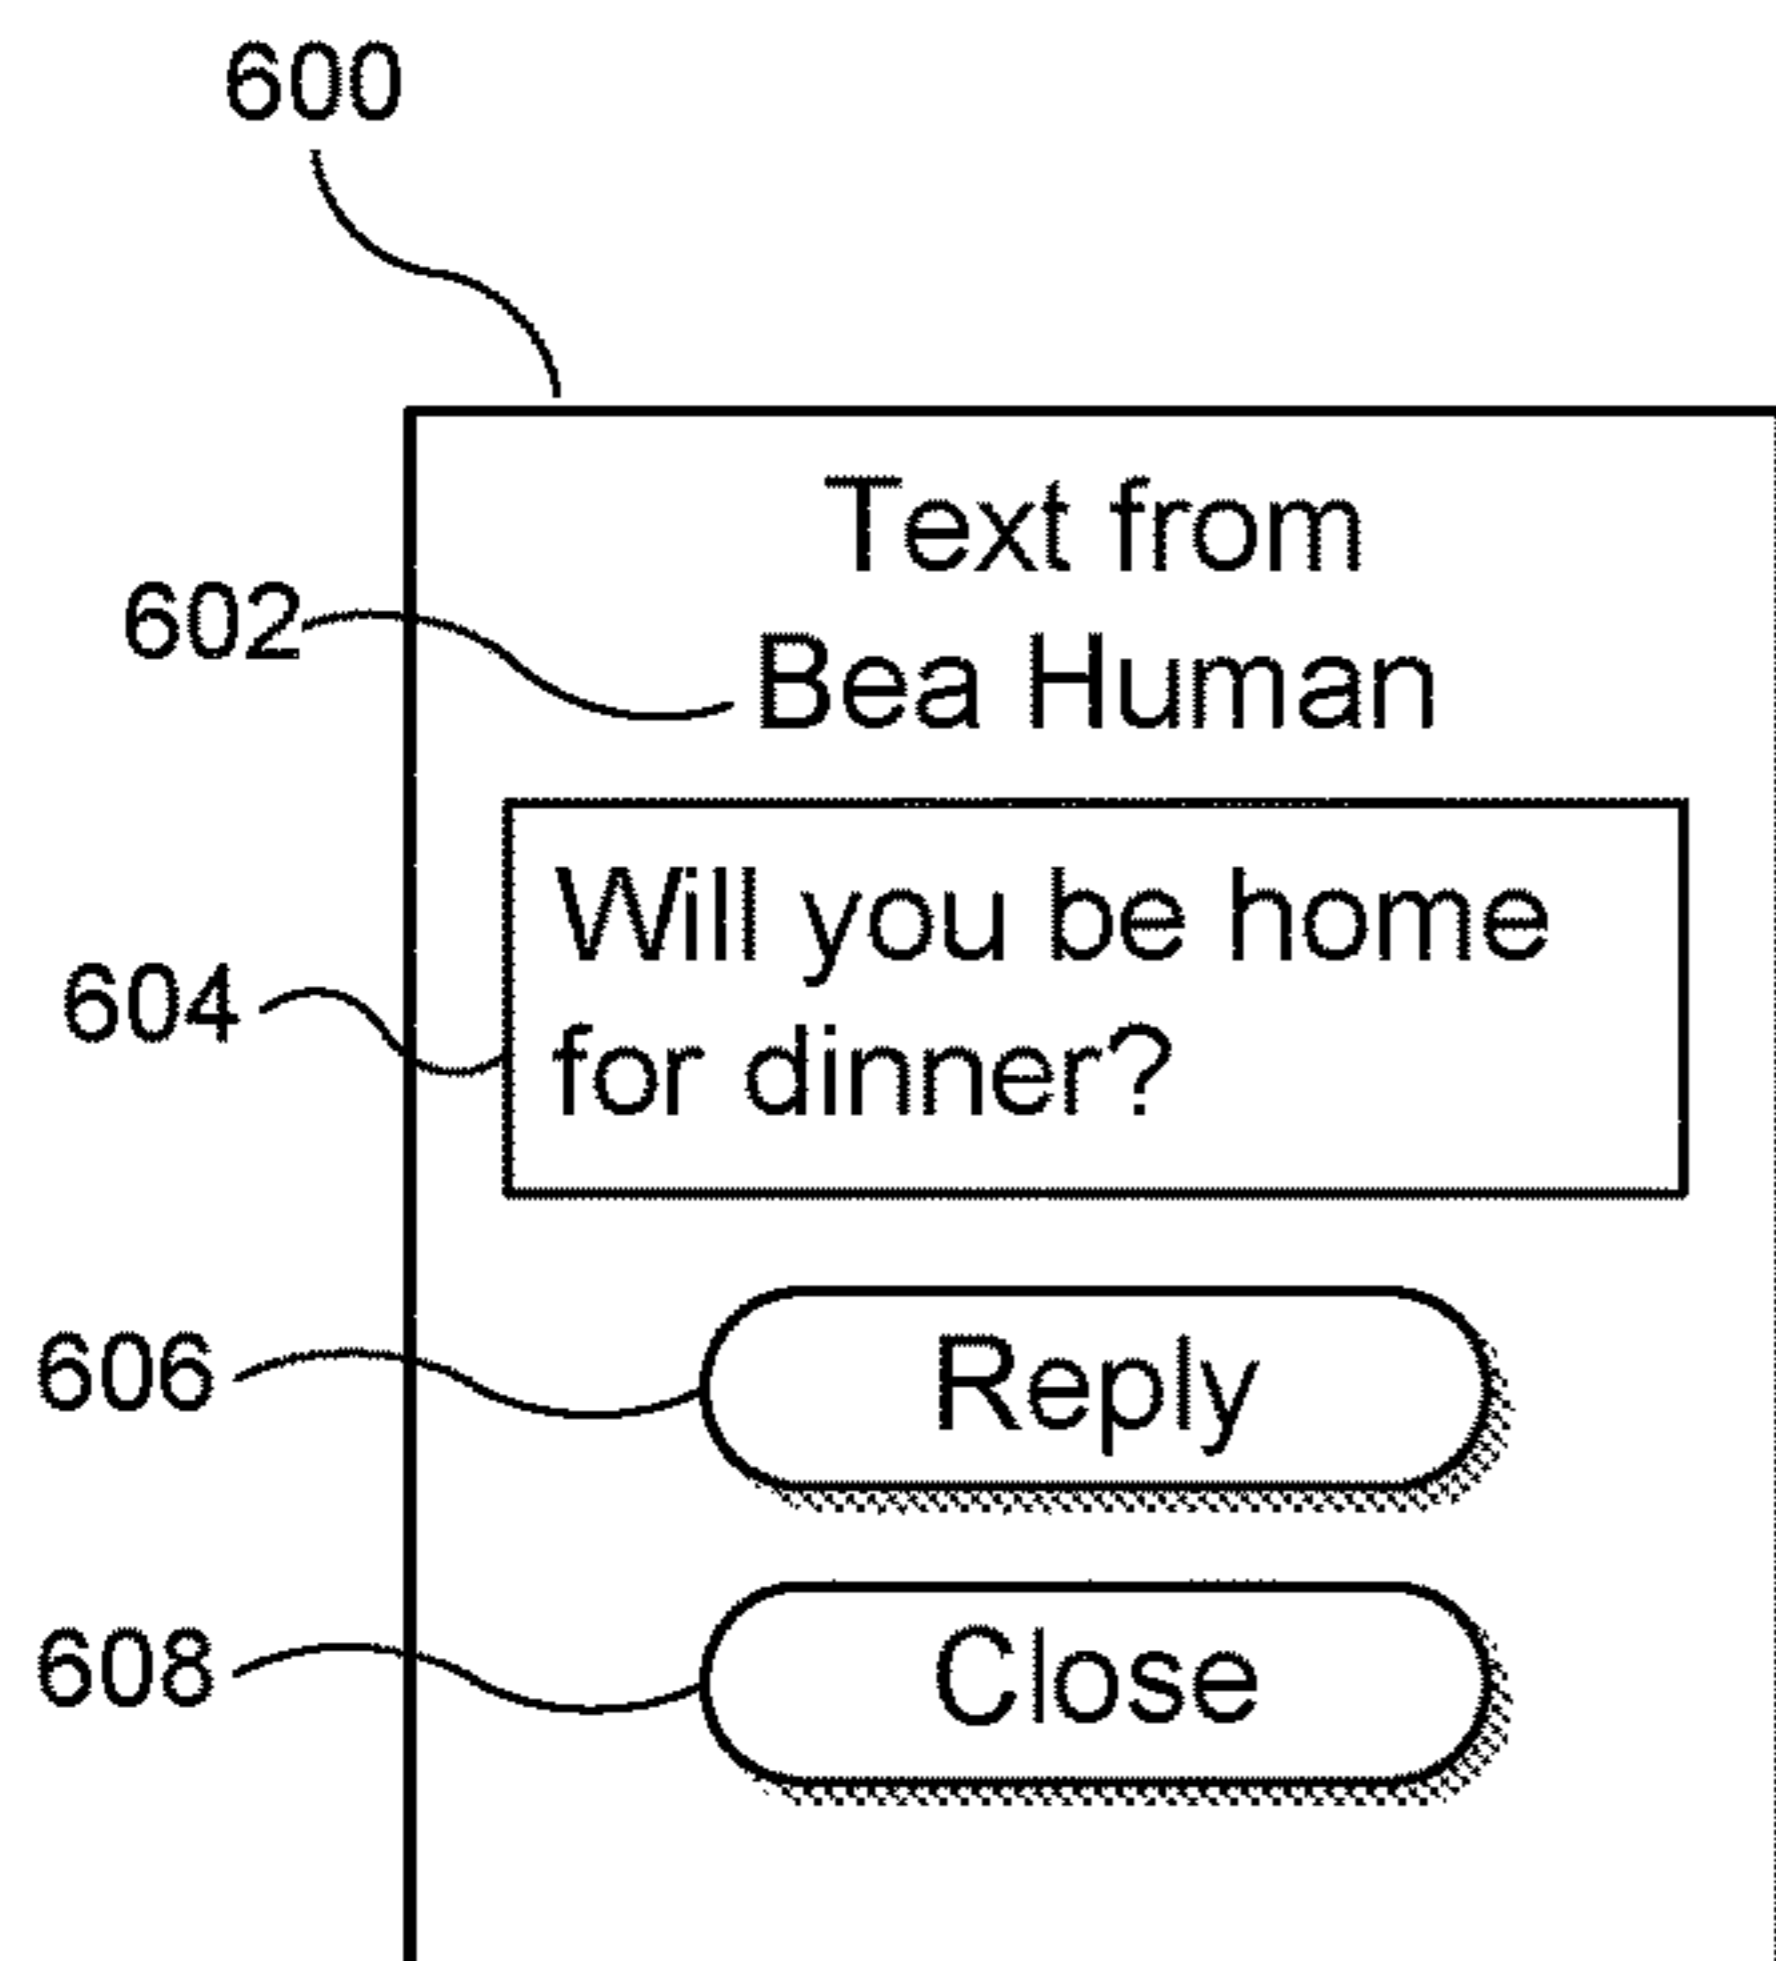 600
Text from
602 Bea Human
Will you be home
604
for dinner?
606 Reply
608 Close